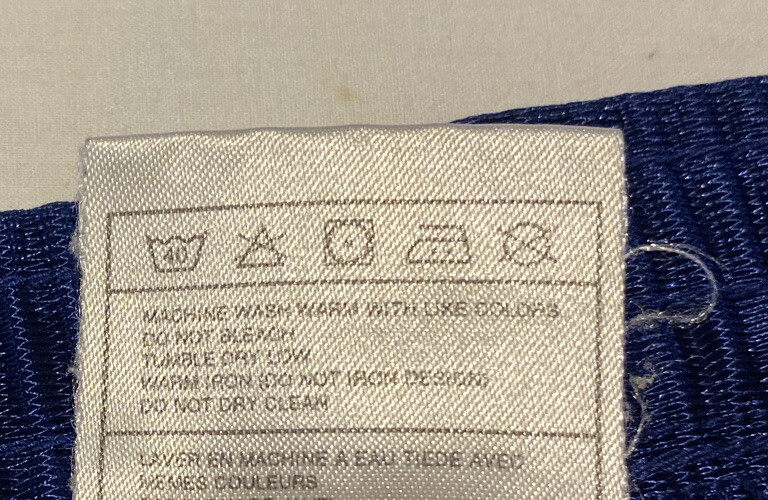 40
MACHINE WASH WARM WITH LIKE COLORS
DO NOT BLEACH
TUMBLE DRY LOW
WARM IRON (DO NOT IRON DESIGN)
DO NOT DRY CLEAN
LAVER EN MACHINE A EAU TIEDE AVEC
MEMES COULEURS